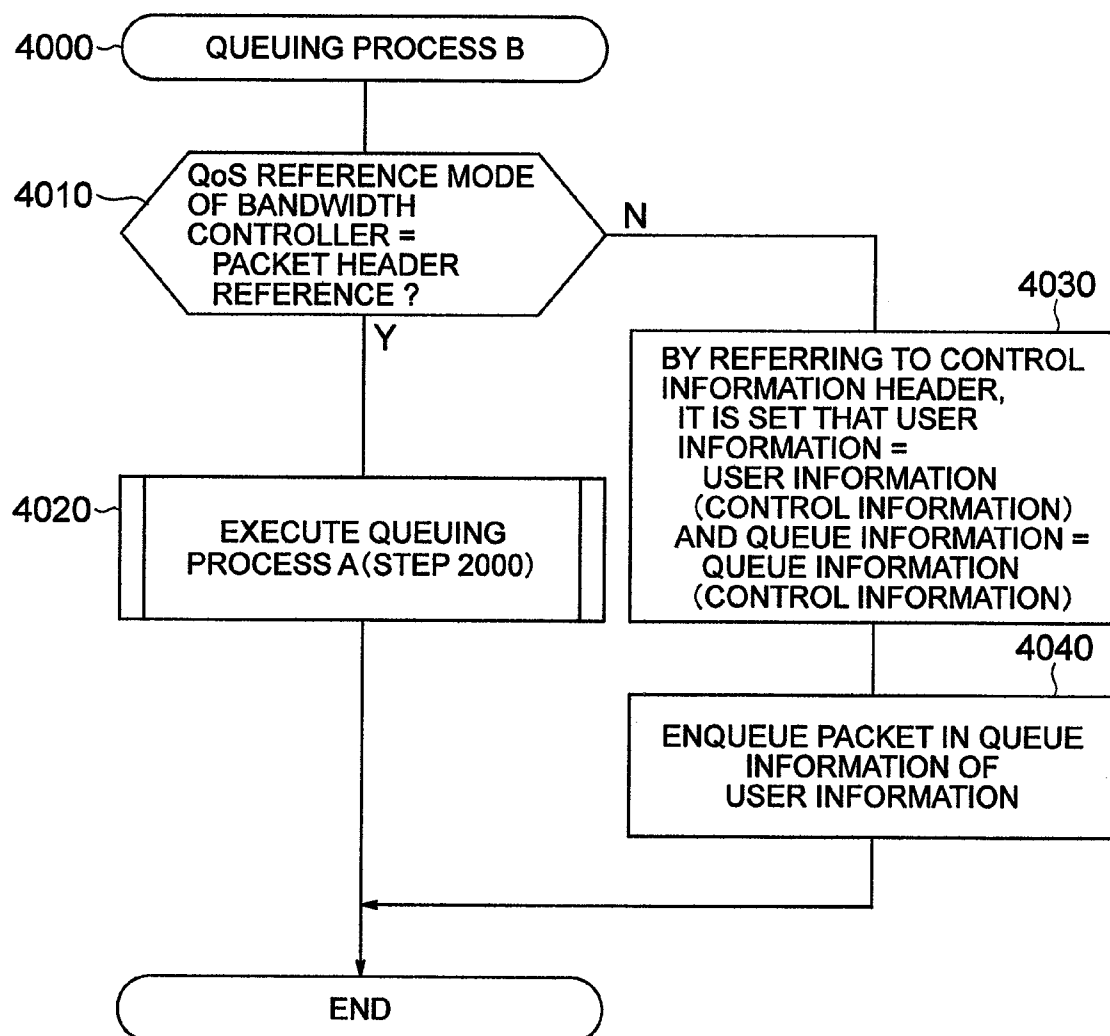 4000
QUEUING PROCESS B
4010
QoS REFERENCE MODE
OF BANDWIDTH
CONTROLLER =
PACKET HEADER
REFERENCE ?
N
Y
4030
BY REFERRING TO CONTROL
INFORMATION HEADER,
IT IS SET THAT USER
INFORMATION =
USER INFORMATION
(CONTROL INFORMATION)
AND QUEUE INFORMATION =
QUEUE INFORMATION
(CONTROL INFORMATION)
4020
EXECUTE QUEUING
PROCESS A(STEP 2000)
4040
ENQUEUE PACKET IN QUEUE
INFORMATION OF
USER INFORMATION
END